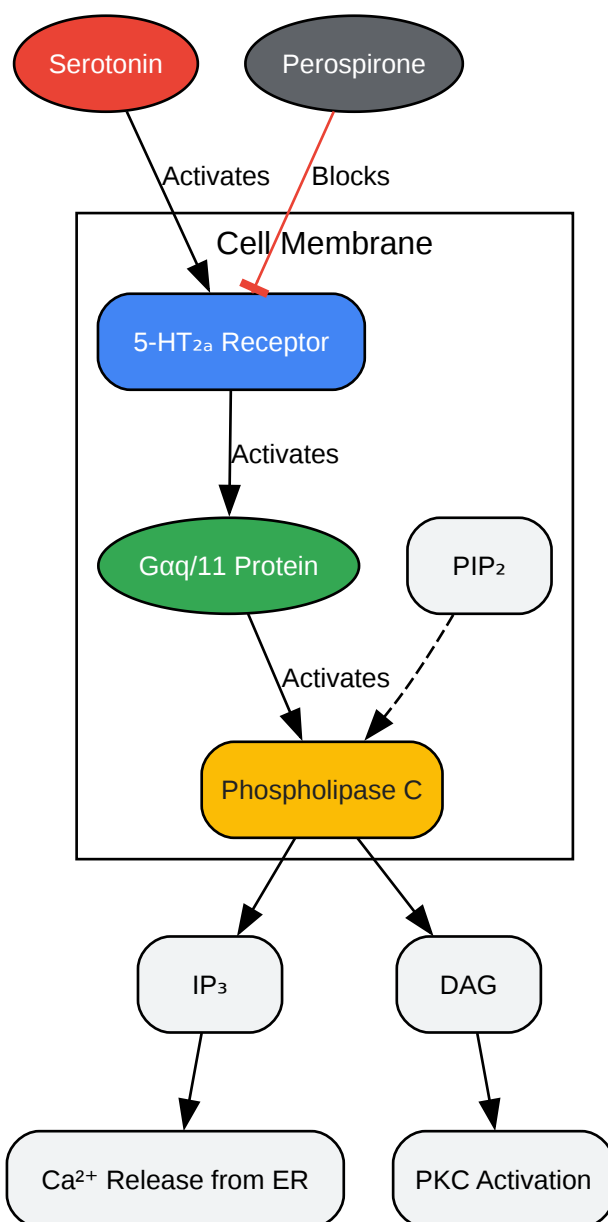 Serotonin
Perospirone
Activates
Blocks
Cell Membrane
5-HT₂ₐ Receptor
Activates
Gαq/11 Protein
PIP₂
Activates
Phospholipase C
IP₃
DAG
Ca²⁺ Release from ER
PKC Activation